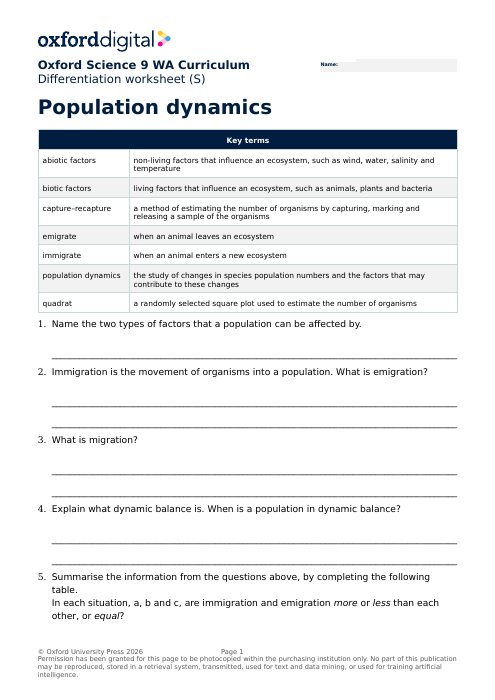 oxforddigital
Oxford Science 9 WA Curriculum
Differentiation worksheet (S)
Name:
Population dynamics
Key terms
abiotic factors non-living factors that influence an ecosystem, such as wind, water, salinity and
temperature
biotic factors living factors that influence an ecosystem, such as animals, plants and bacteria
capture–recapture a method of estimating the number of organisms by capturing, marking and
releasing a sample of the organisms
emigrate when an animal leaves an ecosystem
immigrate when an animal enters a new ecosystem
population dynamics the study of changes in species population numbers and the factors that may
contribute to these changes
quadrat a randomly selected square plot used to estimate the number of organisms
1. Name the two types of factors that a population can be affected by.
2. Immigration is the movement of organisms into a population. What is emigration?
3. What is migration?
4. Explain what dynamic balance is. When is a population in dynamic balance?
5. Summarise the information from the questions above, by completing the following
table.
In each situation, a, b and c, are immigration and emigration more or less than each
other, or equal?
© Oxford University Press 2026 Page 1
Permission has been granted for this page to be photocopied within the purchasing institution only. No part of this publication
may be reproduced, stored in a retrieval system, transmitted, used for text and data mining, or used for training artificial
intelligence.